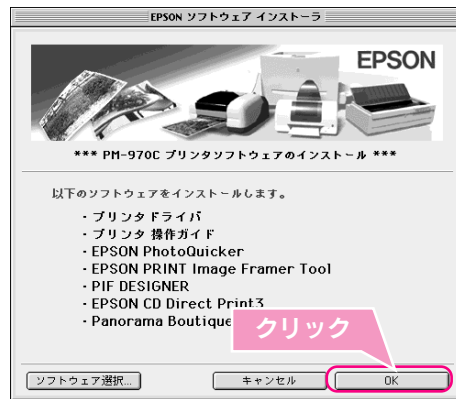 EPSON ソフトウェア インストーラ
EPSON
*** PM-970C プリンタソフトウェアのインストール ***
以下のソフトウェアをインストールします。
・プリンタドライバ
・プリンタ 操作ガイド
・EPSON PhotoQuicker
・EPSON PRINT Image Framer Tool
・PIF DESIGNER
・EPSON CD Direct Print3
・Panorama Boutique
クリック
ソフトウェア選択...
キャンセル
OK